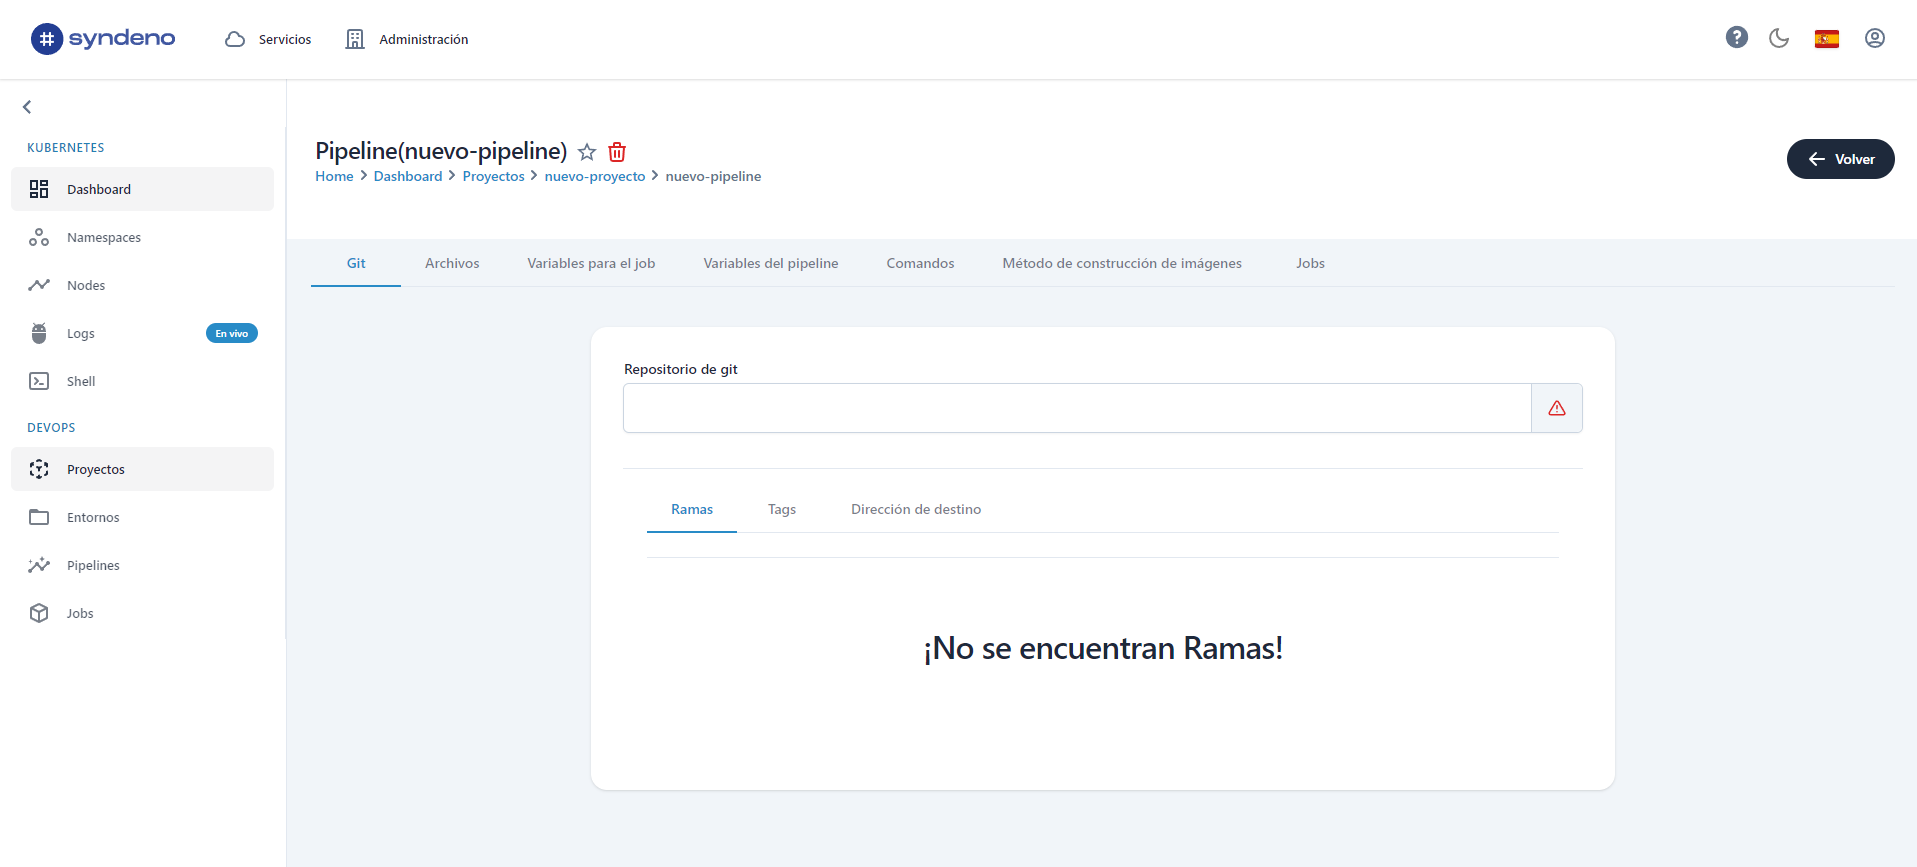 syndeno
Servicios
Administración
KUBERNETES
Dashboard
Namespaces
Nodes
Logs
En vivo
Shell
DEVOPS
Proyectos
Entornos
Pipelines
Jobs
Pipeline(nuevo-pipeline)
Home > Dashboard > Proyectos > nuevo-proyecto > nuevo-pipeline
Volver
Git Archivos Variables para el job Variables del pipeline Comandos Método de construcción de imágenes Jobs
Repositorio de git
Ramas Tags Dirección de destino
¡No se encuentran Ramas!